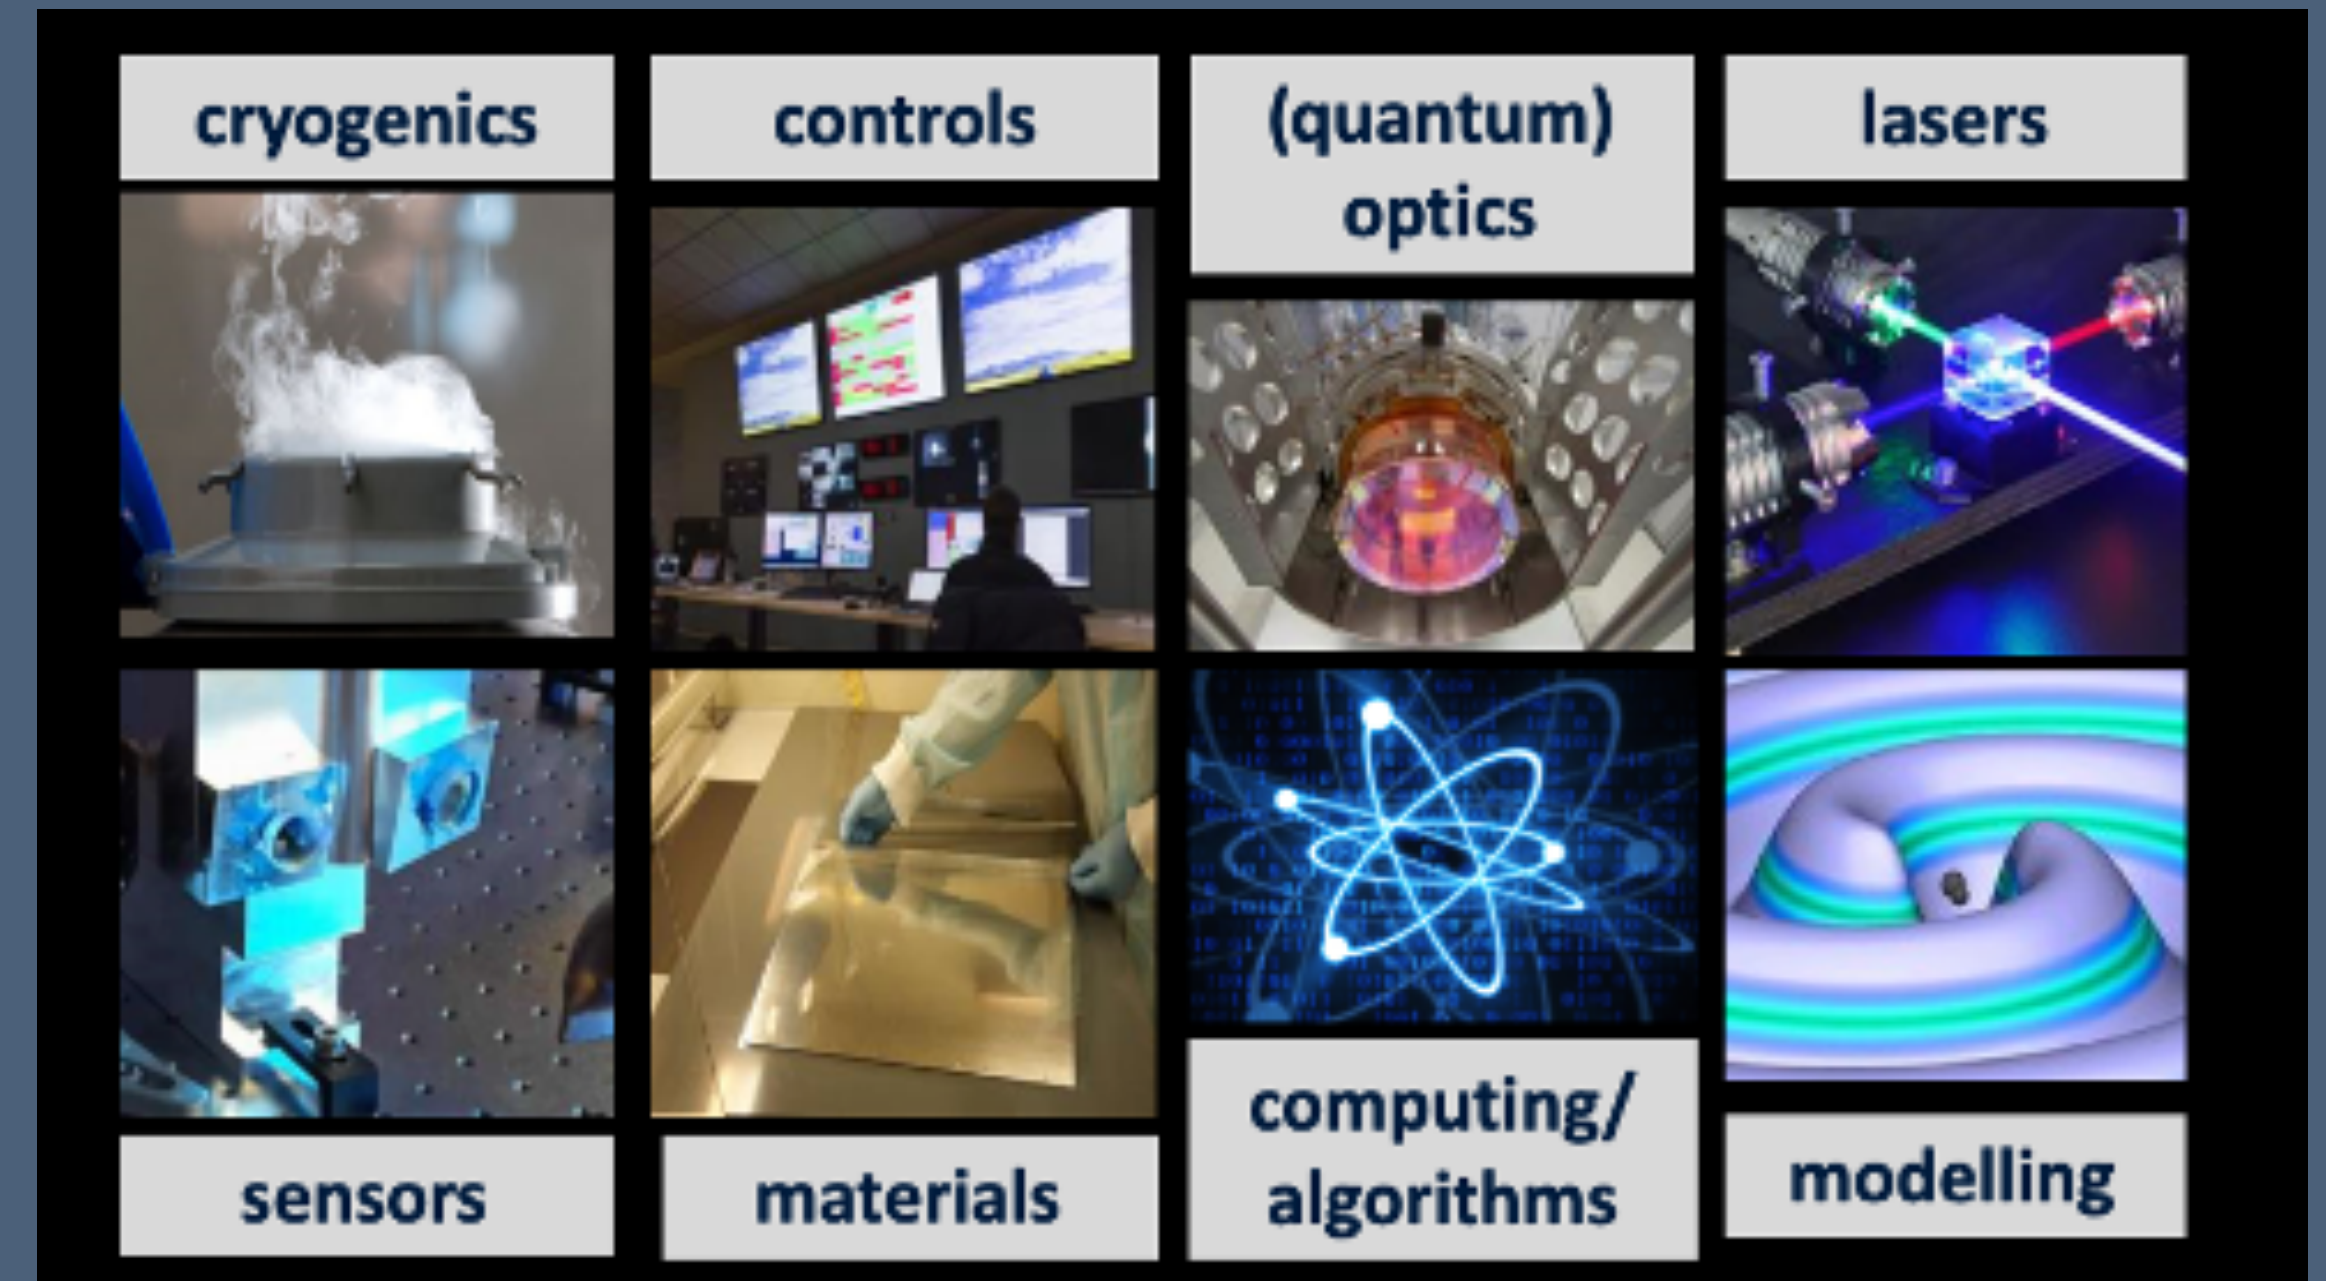 cryogenics
controls
(quantum)
optics
lasers
sensors
materials
computing/
algorithms
modelling